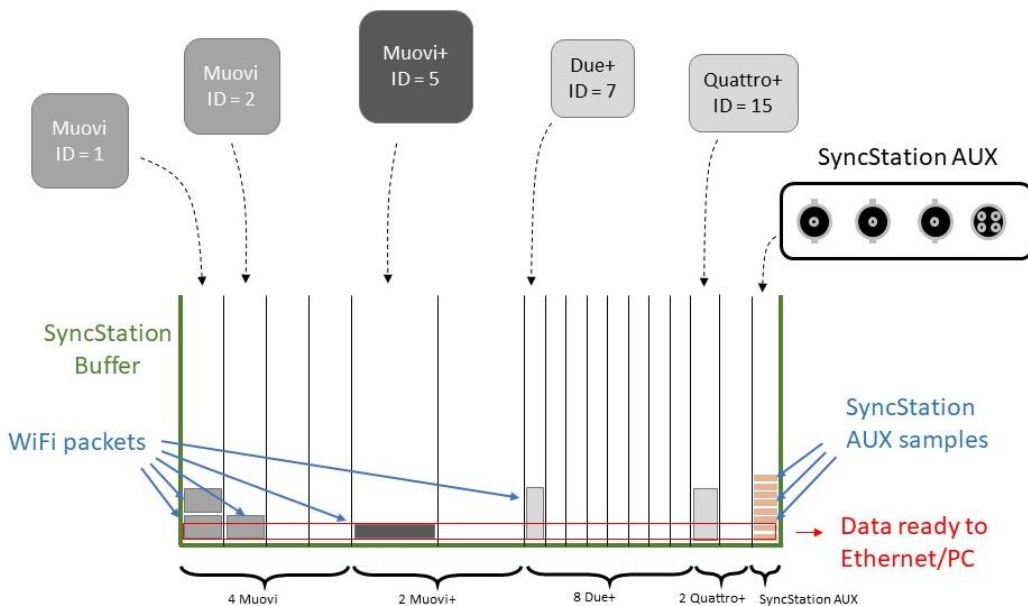 Muovi
ID = 1
Muovi
ID = 2
Muovi+
ID = 5
Due+
ID = 7
Quattro+
ID = 15
SyncStation AUX
SyncStation
Buffer
WiFi packets
SyncStation
AUX samples
Data ready to
Ethernet/PC
4 Muovi
2 Muovi+
8 Due+
2 Quattro+
SyncStation AUX